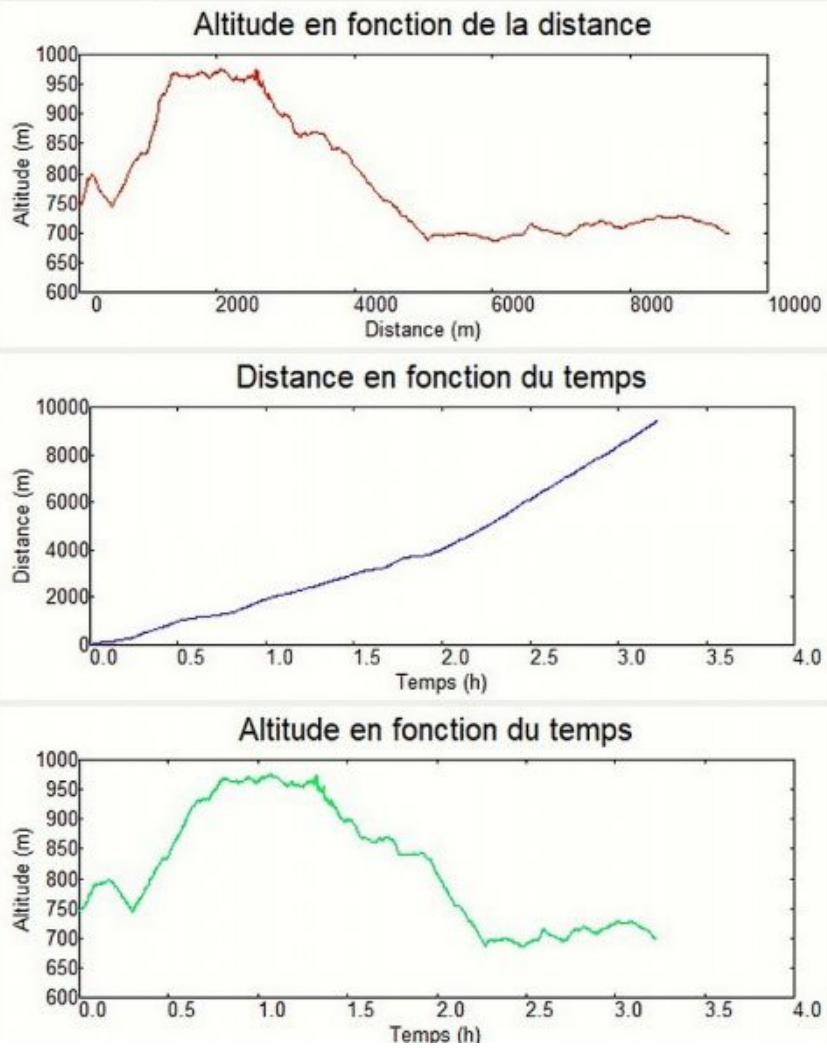 Altitude en fonction de la distance
1000
950
900
850
800
750
700
650
600
Altitude (m)
0 2000 4000 6000 8000 10000
Distance (m)
Distance en fonction du temps
10000
8000
6000
4000
2000
0
Distance (m)
0.0 0.5 1.0 1.5 2.0 2.5 3.0 3.5 4.0
Temps (h)
Altitude en fonction du temps
1000
950
900
850
800
750
700
650
600
Altitude (m)
0.0 0.5 1.0 1.5 2.0 2.5 3.0 3.5 4.0
Temps (h)